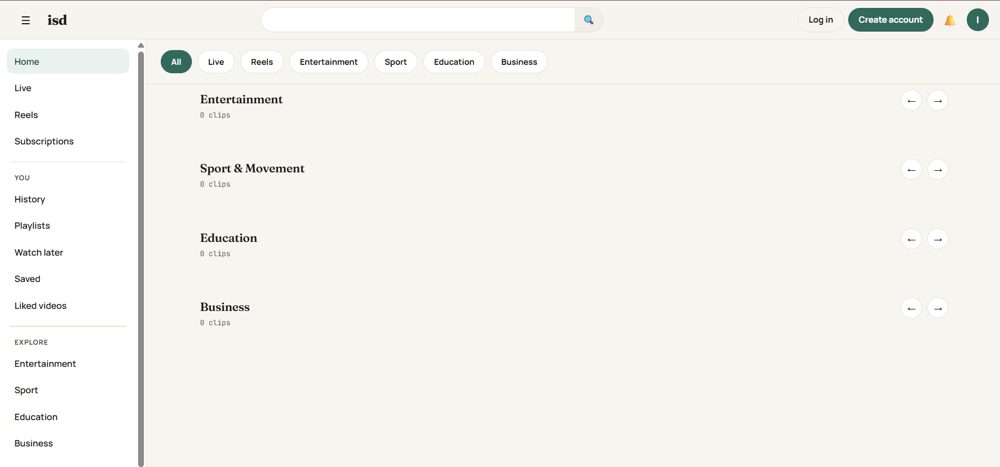 isd
Log in
Create account
I
Home
Live
Reels
Subscriptions
YOU
History
Playlists
Watch later
Saved
Liked videos
EXPLORE
Entertainment
Sport
Education
Business
All
Live
Reels
Entertainment
Sport
Education
Business
Entertainment
0 clips
Sport & Movement
0 clips
Education
0 clips
Business
0 clips